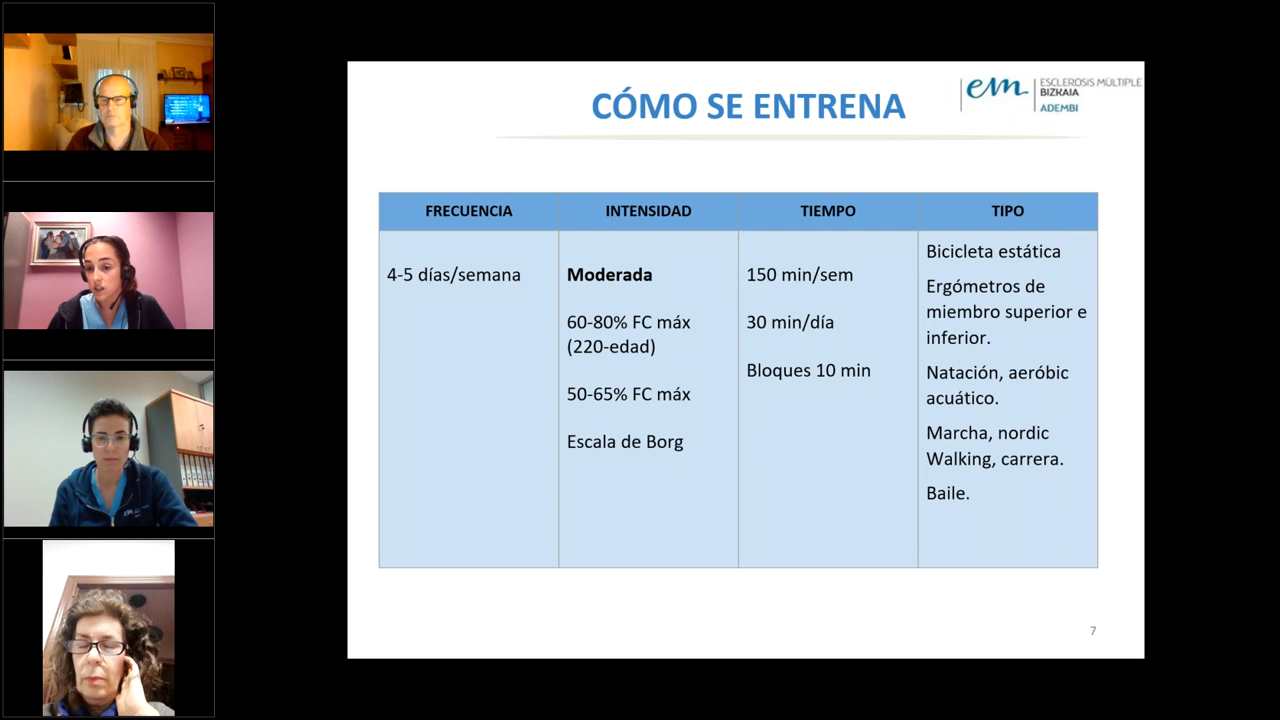 CÓMO SE ENTRENA
em
ESCLEROSIS MÚLTIPLE
BIZKAIA
ADEMBI
FRECUENCIA
INTENSIDAD
TIEMPO
TIPO
4-5 días/semana
Moderada
60-80% FC máx
(220-edad)
50-65% FC máx
Escala de Borg
150 min/sem
30 min/día
Bloques 10 min
Bicicleta estática
Ergómetros de
miembro superior e
inferior.
Natación, aeróbic
acuático.
Marcha, nordic
Walking, carrera.
Baile.
7